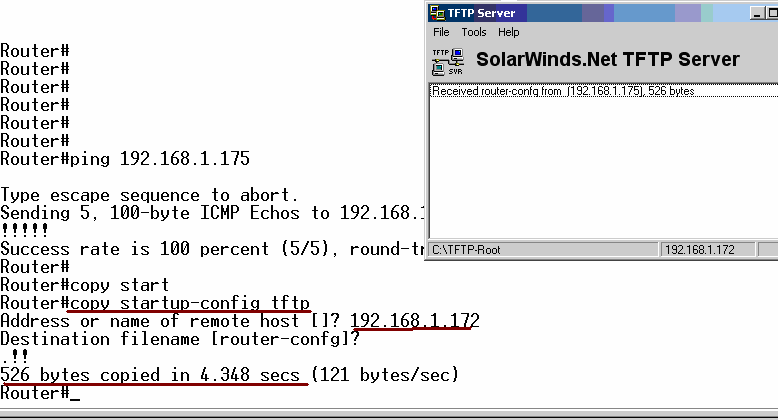 Router#
Router#
Router#
Router#
Router#
Router#
Router#ping 192.168.1.175
Type escape sequence to abort.
Sending 5, 100-byte ICMP Echos to 192.168.1
!!!!!
Success rate is 100 percent (5/5), round-tr
Router#
Router#copy start
Router#copy startup-config tftp
Address or name of remote host []? 192.168.1.172
Destination filename [router-confg]?
.!!
526 bytes copied in 4.348 secs (121 bytes/sec)
Router#_
TFTP Server
File Tools Help
TFTP
SVR
SolarWinds.Net TFTP Server
Received router-confg from (192.168.1.175), 526 bytes
C:\TFTP-Root
192.168.1.172